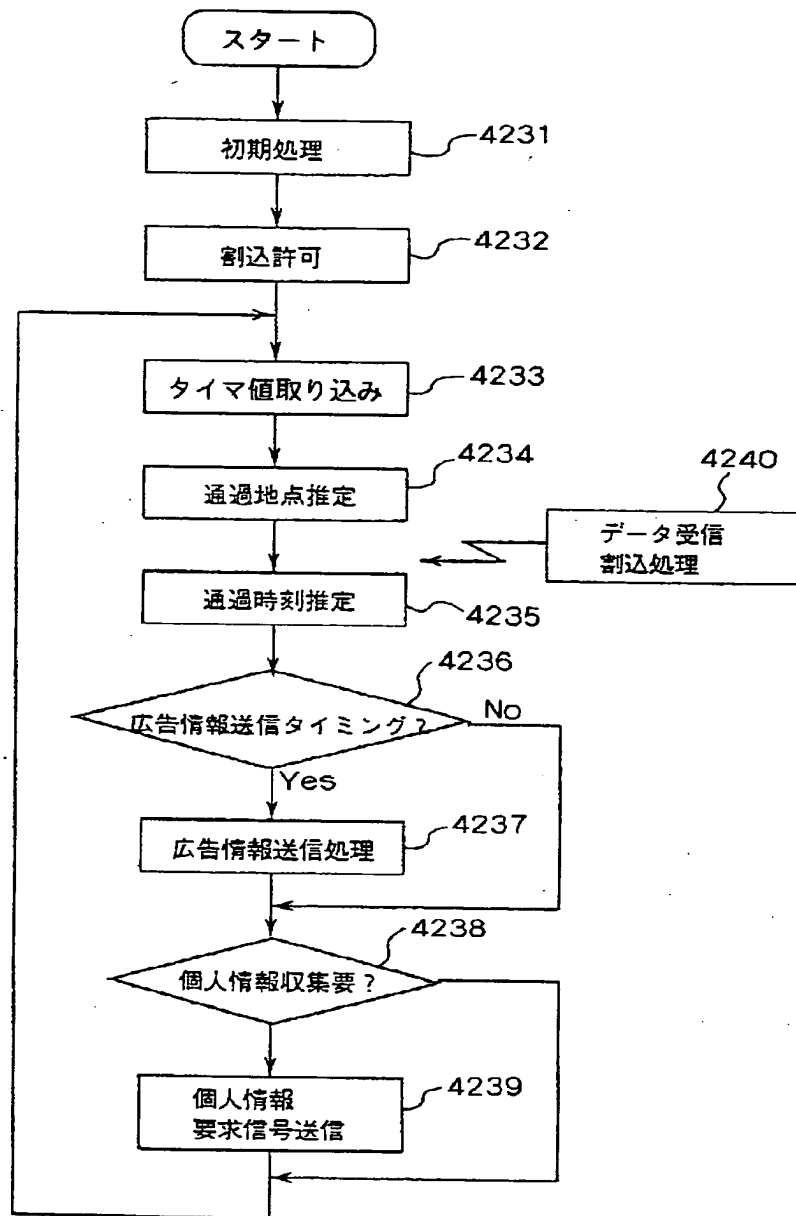 スタート
初期処理
4231
割込許可
4232
タイマ値取り込み
4233
通過地点推定
4234
データ受信
割込処理
4240
通過時刻推定
4235
広告情報送信タイミング?
4236
No
Yes
広告情報送信処理
4237
個人情報収集要?
4238
個人情報
要求信号送信
4239